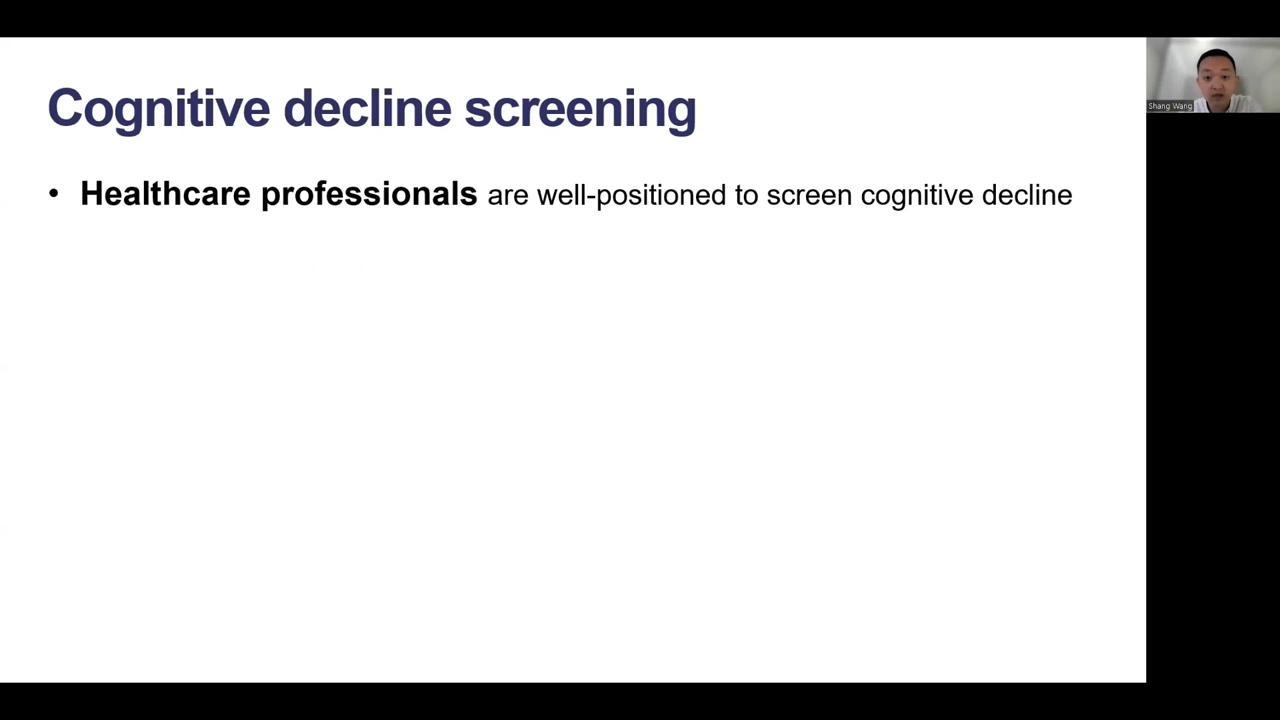 Cognitive decline screening
• Healthcare professionals are well-positioned to screen cognitive decline
Shang Wang